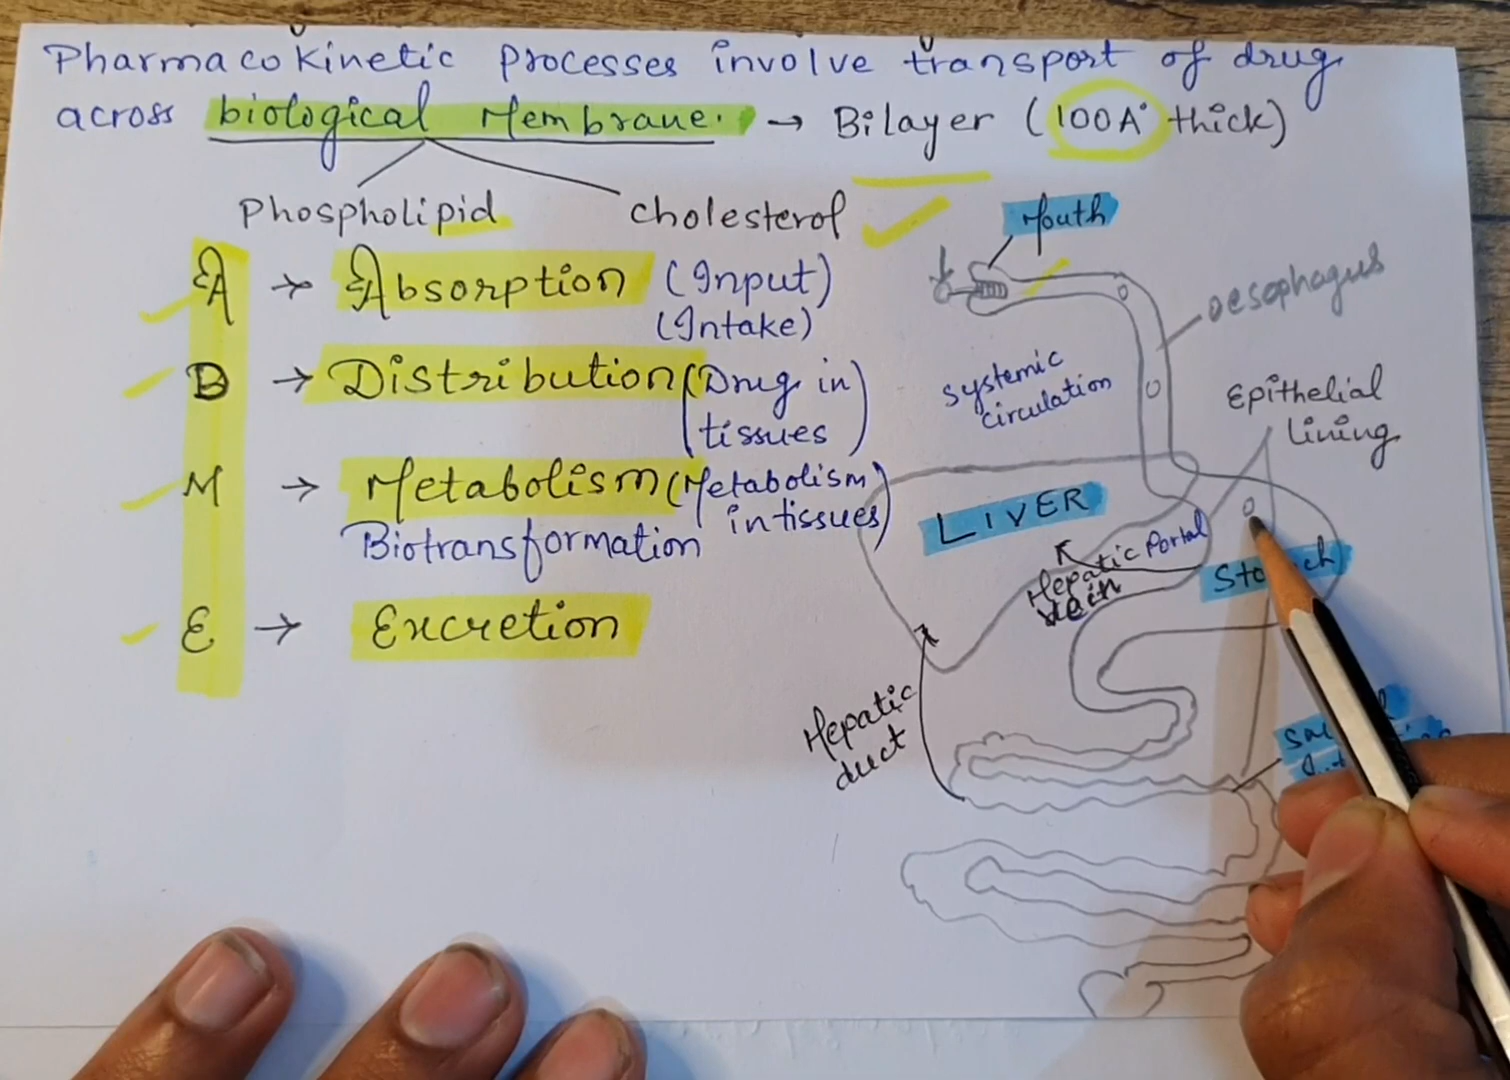 Pharmacokinetic processes involve transport of drug
across biological Membrane. → Bilayer (100A° thick)
Phospholipid
cholesterol
A → Absorption (Input)
(Intake)
D → Distribution (Drug in
tissues)
M → Metabolism (Metabolism
in tissues)
Biotransformation
E → Excretion
Mouth
oesophagus
systemic
circulation
Epithelial
lining
LIVER
Hepatic Portal
vein
Hepatic
duct